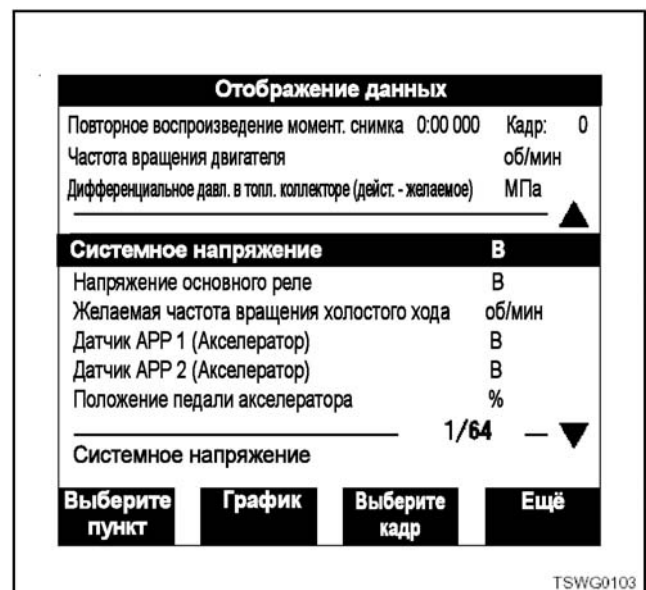 Отображение данных
Повторное воспроизведение момент. снимка 0:00 000 Кадр: 0
Частота вращения двигателя об/мин
Дифференциальное давл. в топл. коллекторе (дейст. - желаемое) МПа
Системное напряжение В
Напряжение основного реле В
Желаемая частота вращения холостого хода об/мин
Датчик APP 1 (Акселератор) В
Датчик APP 2 (Акселератор) В
Положение педали акселератора %
1/64
Системное напряжение
Выберите пункт График Выберите кадр Ещё
TSWG0103